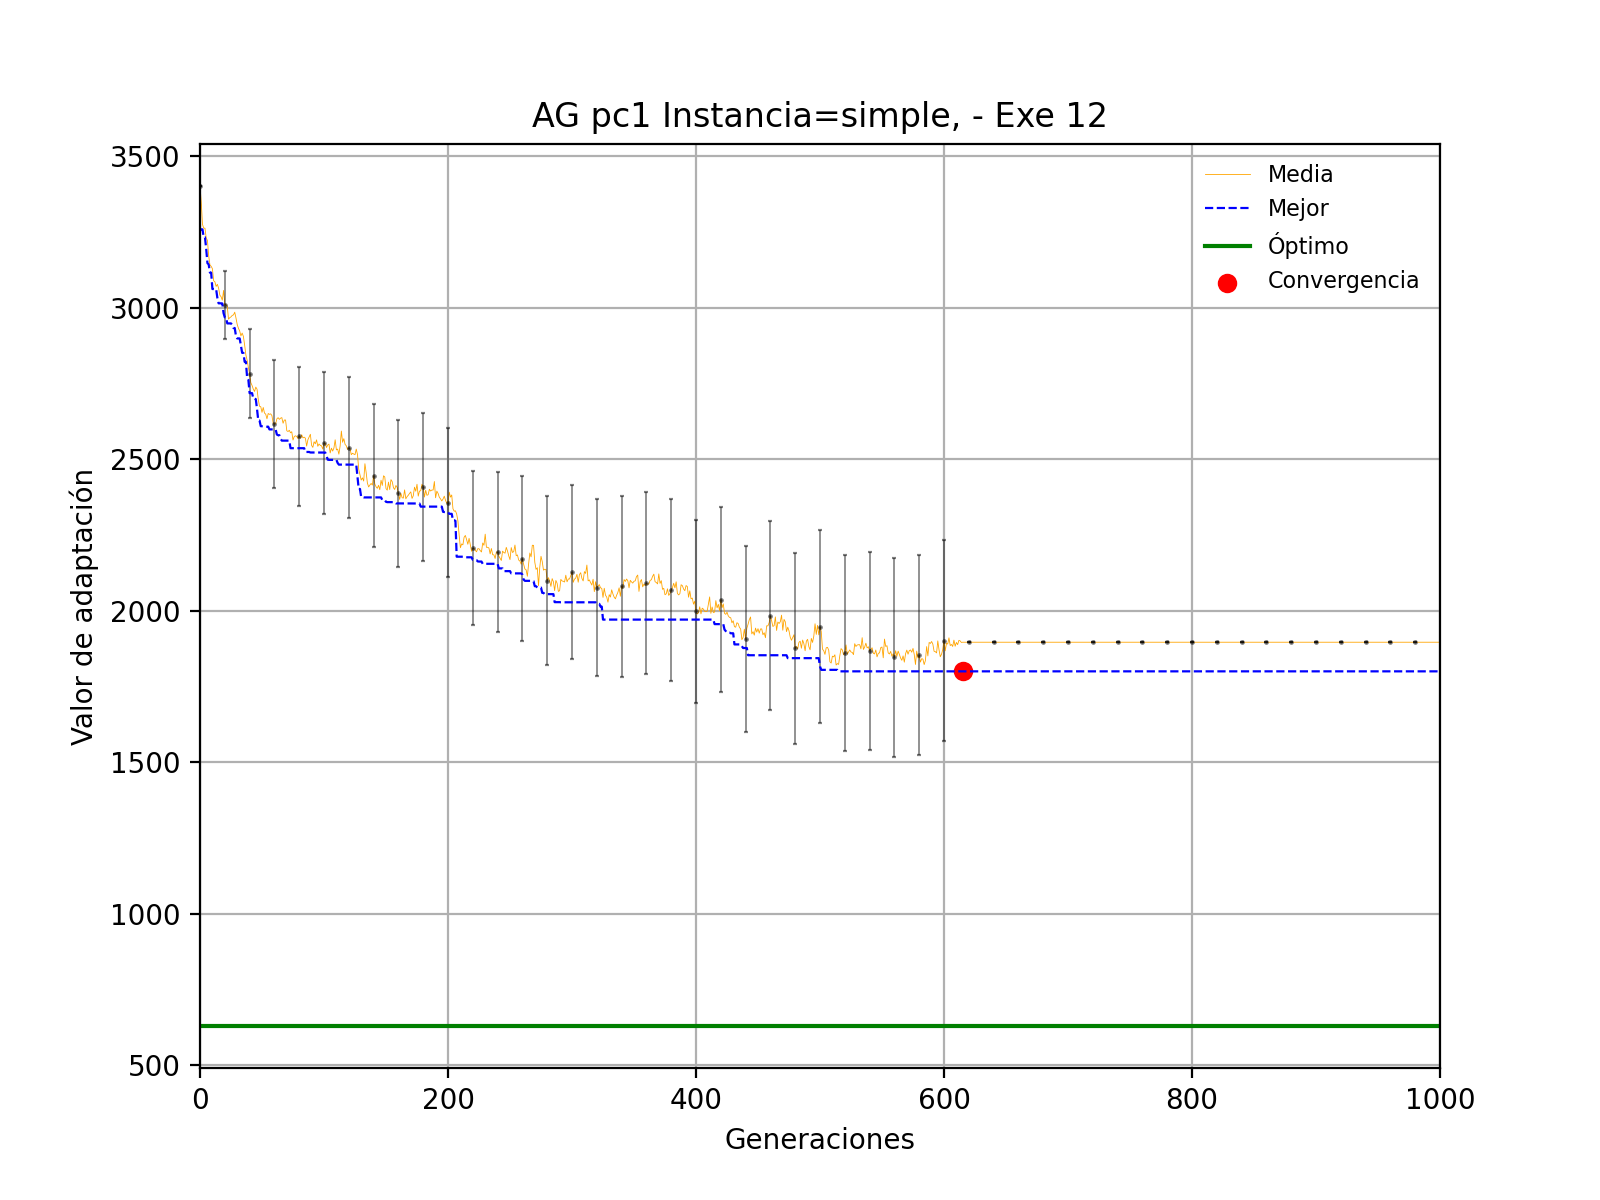 AG pc1 Instancia=simple, - Exe 12
Media
Mejor
Óptimo
Convergencia
Valor de adaptación
3500
3000
2500
2000
1500
1000
500
0 200 400 600 800 1000
Generaciones